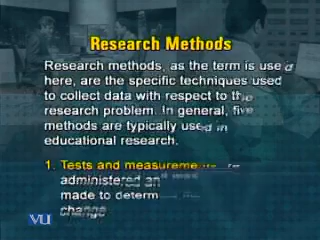 Research Methods
Research methods, as the term is used
here, are the specific techniques used
to collect data with respect to the
research problem. In general, five
methods are typically used in
educational research.
1. Tests and measurements
administered and
made to determ
change
VU